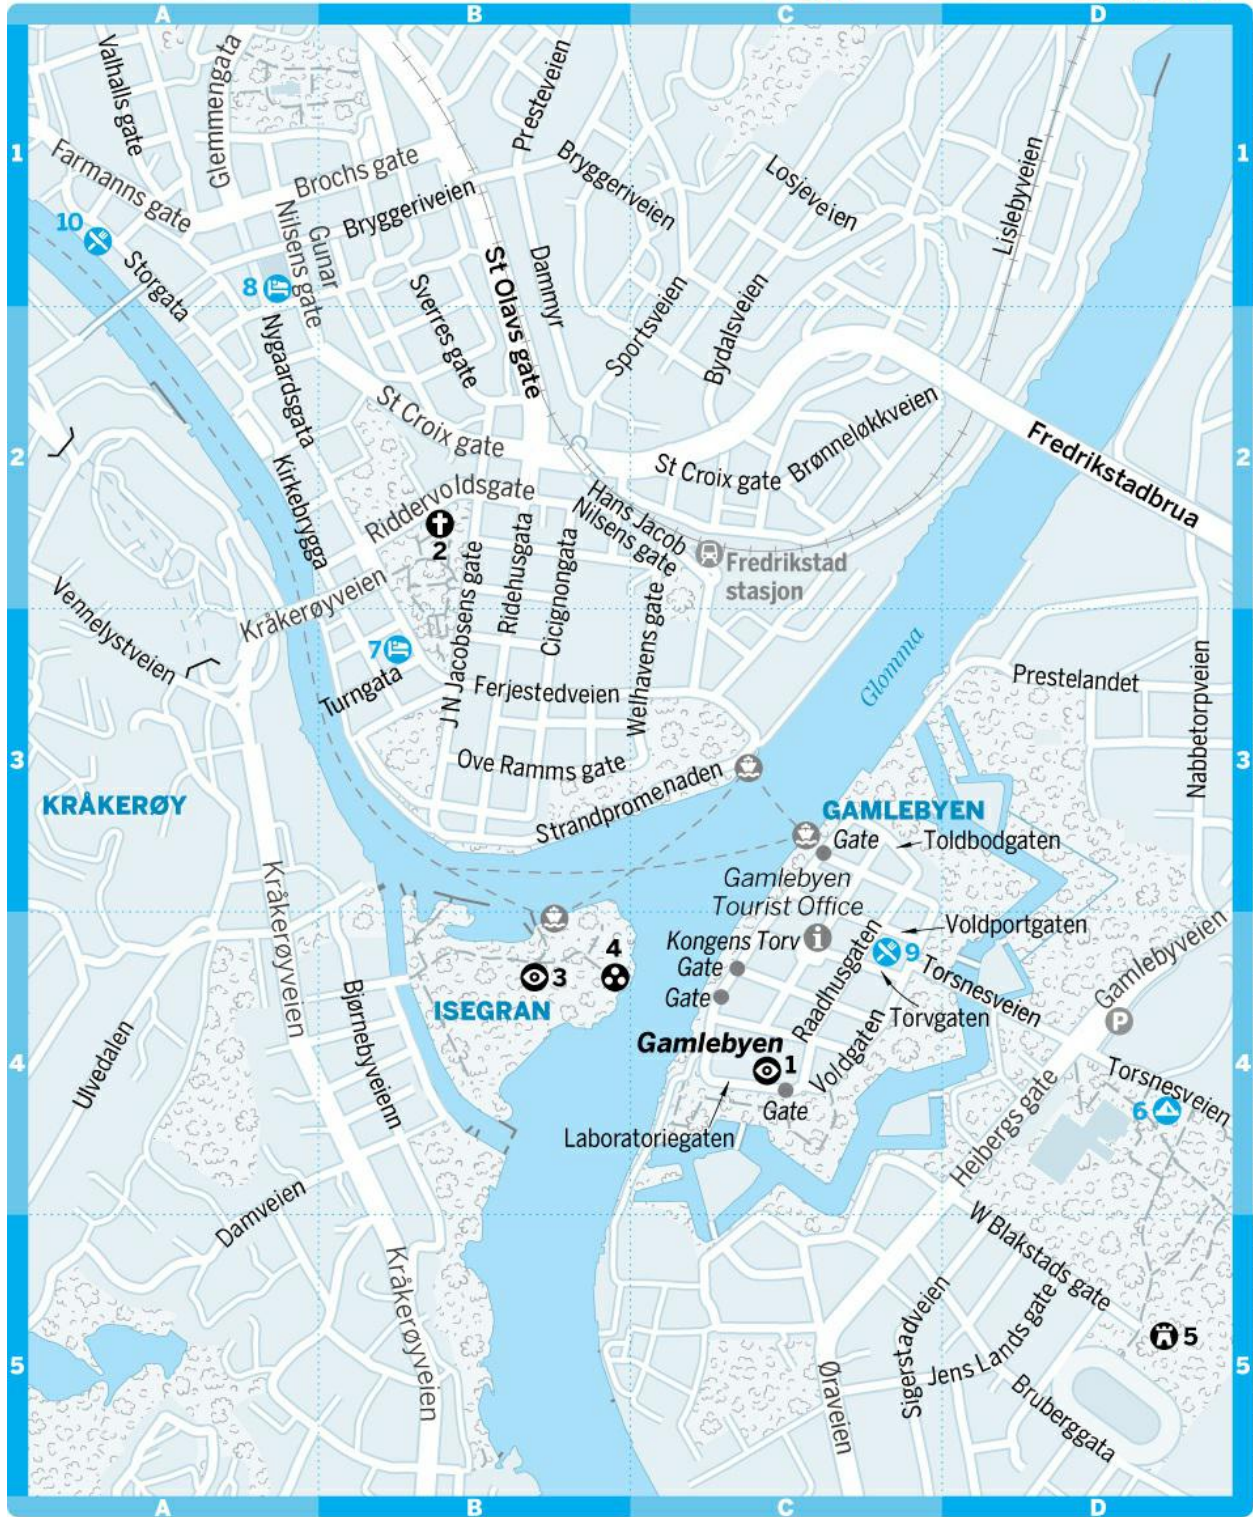 A B C D
1
Valhalls gate
Glemmengata
Presteveien
Farmanns gate
Brochs gate
Bryggeriveien
Bryggeriveien
Losjeveien
Lislebyveien
1
10
Storgata
8
Gunar
Nilsens gate
Nygaardsgata
Sverres gate
St Olavs gate
Dammyr
Sportsveien
Bydalsveien
2
St Croix gate
St Croix gate
Brønneløkkveien
Fredrikstadbrua
2
Kirkebrygga
Riddervoldsgate
2
Hans Jacob
Nilsens gate
Fredrikstad
stasjon
Vennelystveien
Kråkerøyveien
J N Jacobsens gate
Ridehusgata
Cicignongata
Welhavens gate
7
Turngata
Ferjestedveien
Glomma
Prestelandet
Nabbetorpveien
3
Ove Ramms gate
3
KRÅKERØY
Strandpromenaden
GAMLEBYEN
Gate
Toldbodgaten
Gamlebyen
Tourist Office
Kråkerøyveien
Kongens Torv
Voldportgaten
Gamlebyveien
4
3
ISEGRAN
Gate
Gate
Raadhusgaten
9
Torsnesveien
Torvgaten
P
Bjørnebyveienn
Ulvedalen
4
Gamlebyen
1
Voldgaten
Gate
Laboratoriegaten
Heibergs gate
Torsnesveien
6
4
Damveien
Kråkerøyveien
W Blakstads gate
5
5
Sigerstadveien
Jens Lands gate
Øraveien
Bruberggata
5
A B C D